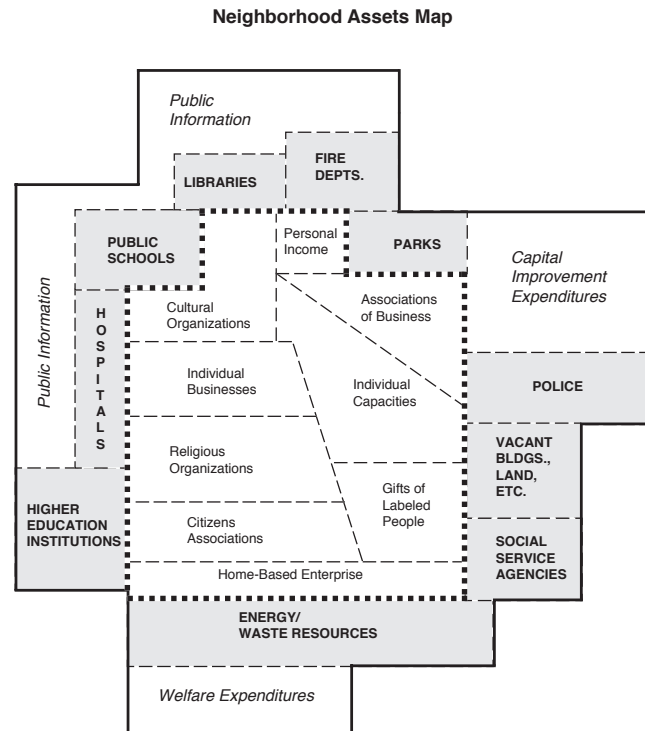 Neighborhood Assets Map
Public
Information
FIRE
DEPTS.
LIBRARIES
PUBLIC
SCHOOLS
Personal
Income
PARKS
Capital
Improvement
Expenditures
Public Information
HOSPITALS
Cultural
Organizations
Associations
of Business
Individual
Businesses
Individual
Capacities
POLICE
Religious
Organizations
VACANT
BLDGS.,
LAND,
ETC.
HIGHER
EDUCATION
INSTITUTIONS
Gifts of
Labeled
People
Citizens
Associations
SOCIAL
SERVICE
AGENCIES
Home-Based Enterprise
ENERGY/
WASTE RESOURCES
Welfare Expenditures